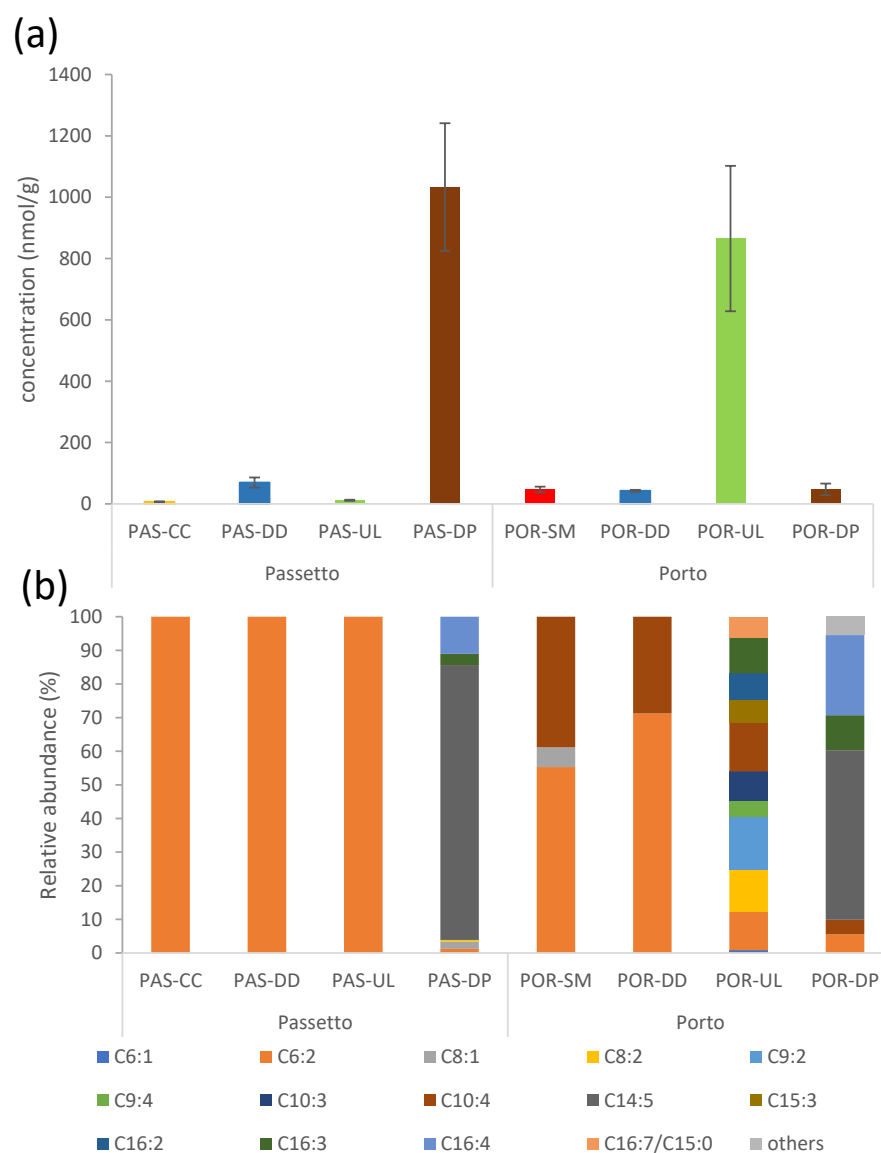 (a)
concentration (nmol/g)
1400
1200
1000
800
600
400
200
0
PAS-CC PAS-DD PAS-UL PAS-DP POR-SM POR-DD POR-UL POR-DP
Passetto Porto
(b)
Relative abundance (%)
100
90
80
70
60
50
40
30
20
10
0
PAS-CC PAS-DD PAS-UL PAS-DP POR-SM POR-DD POR-UL POR-DP
Passetto Porto
C6:1 C6:2 C8:1 C8:2 C9:2
C9:4 C10:3 C10:4 C14:5 C15:3
C16:2 C16:3 C16:4 C16:7/C15:0 others